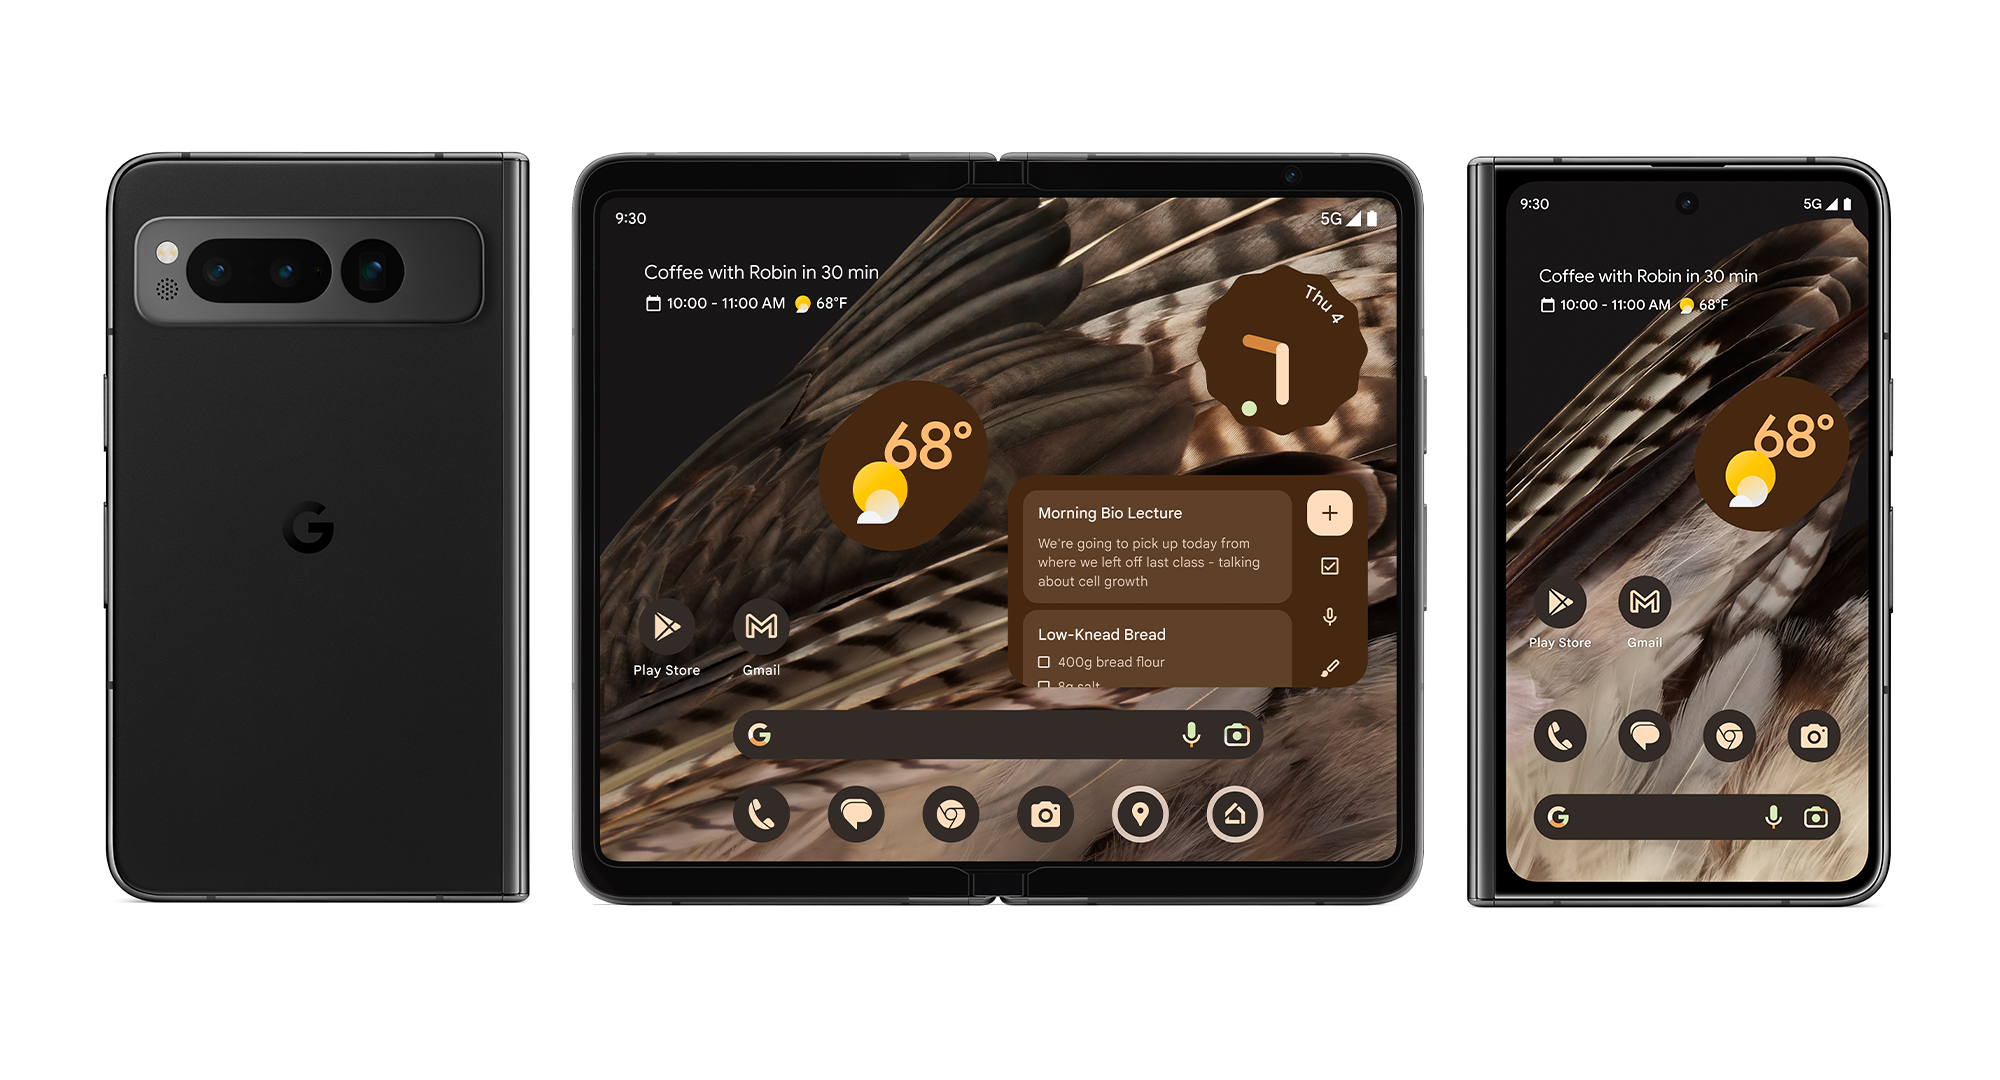 9:30
5G
Coffee with Robin in 30 min
10:00 - 11:00 AM 68°F
Thu 4
68°
Morning Bio Lecture
We're going to pick up today from
where we left off last class - talking
about cell growth
Low-Knead Bread
400g bread flour
8g salt
Play Store
Gmail
G
9:30
5G
Coffee with Robin in 30 min
10:00 - 11:00 AM 68°F
68°
Play Store
Gmail
G
G